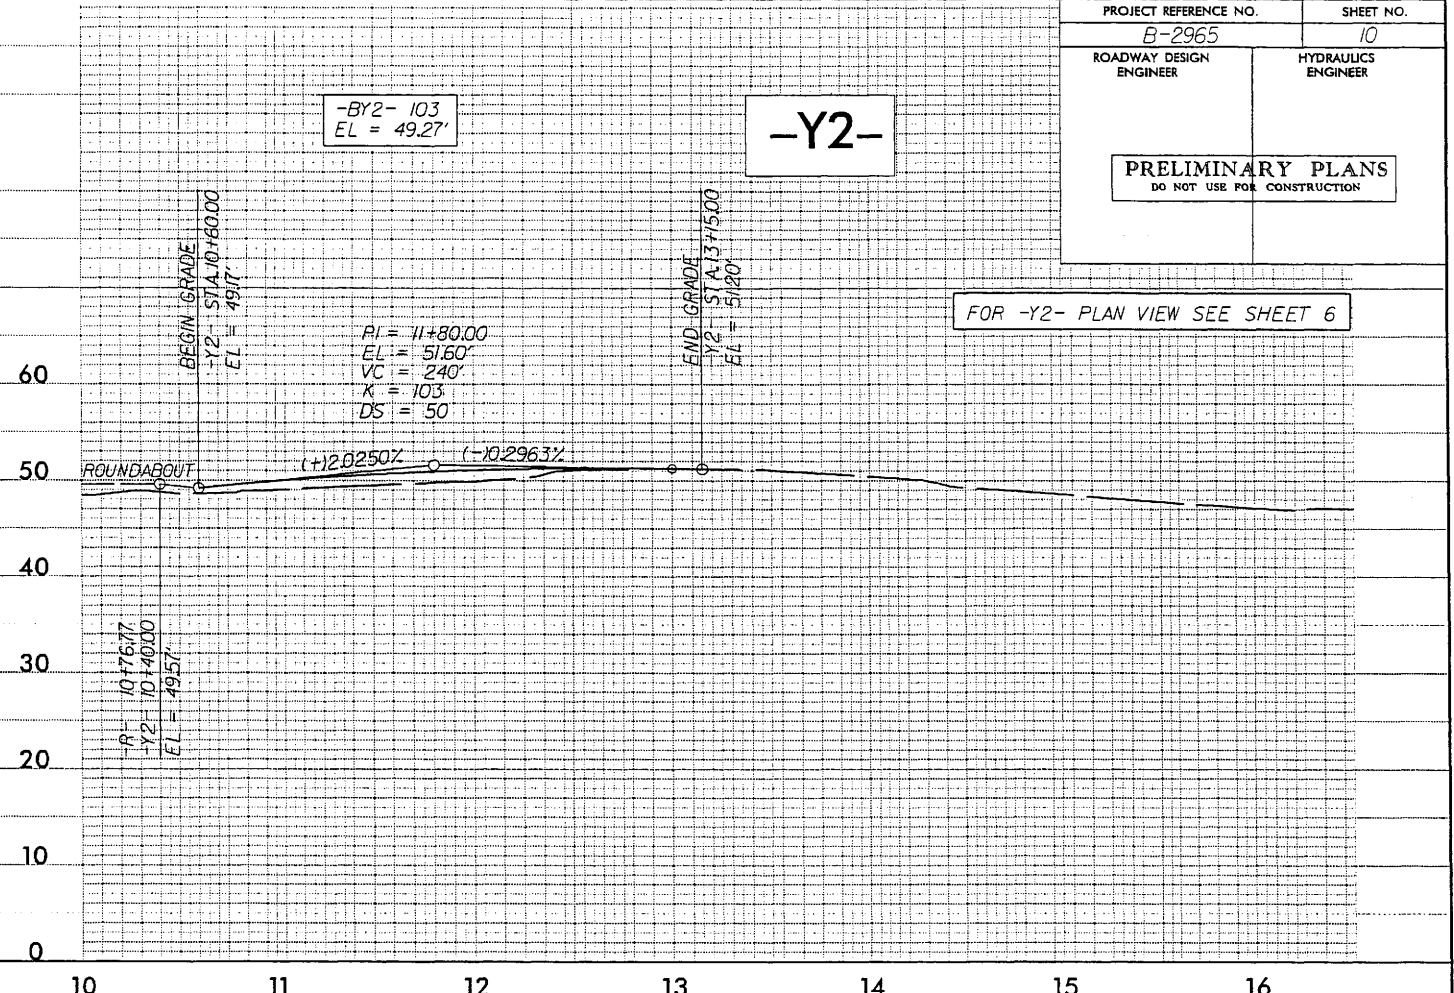 PROJECT REFERENCE NO.
SHEET NO.
B-2965
10
ROADWAY DESIGN
ENGINEER
HYDRAULICS
ENGINEER
PRELIMINARY PLANS
DO NOT USE FOR CONSTRUCTION
-BY2- 103
EL = 49.27'
-Y2-
BEGIN GRADE
-Y2- STA.10+60.00
EL = 49.17'
PI = 11+80.00
EL = 51.60'
VC = 240'
K = 103
DS = 50
END GRADE
-Y2- STA.13+15.00
EL = 51.20'
FOR -Y2- PLAN VIEW SEE SHEET 6
ROUNDABOUT
(+)2.0250%
(-)0.2963%
-R- 10+76.77
-Y2- 10+40.00
EL = 49.57'
60
50
40
30
20
10
0
10
11
12
13
14
15
16